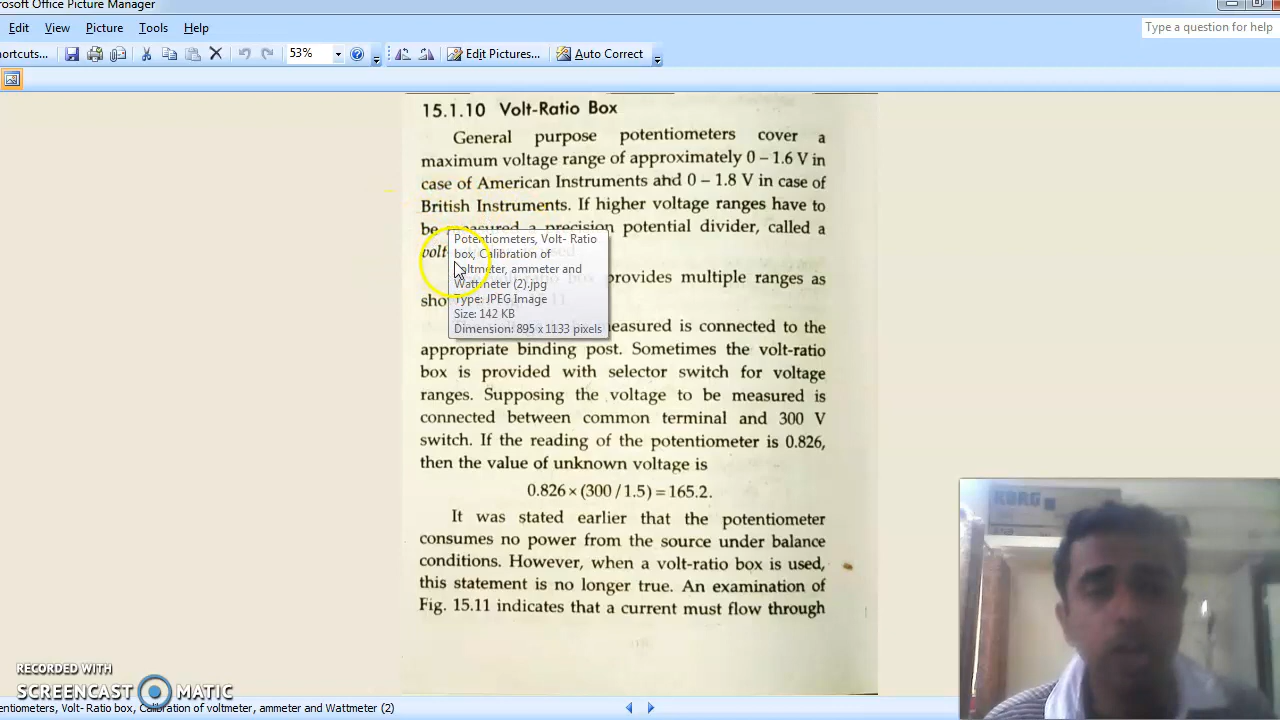 rosoft Office Picture Manager
Edit View Picture Tools Help
Type a question for help
ortcuts... 53% Edit Pictures... Auto Correct
15.1.10 Volt-Ratio Box
General purpose potentiometers cover a
maximum voltage range of approximately 0 – 1.6 V in
case of American Instruments and 0 – 1.8 V in case of
British Instruments. If higher voltage ranges have to
be measured a precision potential divider, called a
volt
provides multiple ranges as
sho
measured is connected to the
appropriate binding post. Sometimes the volt-ratio
box is provided with selector switch for voltage
ranges. Supposing the voltage to be measured is
connected between common terminal and 300 V
switch. If the reading of the potentiometer is 0.826,
then the value of unknown voltage is
0.826 × (300 / 1.5) = 165.2.
It was stated earlier that the potentiometer
consumes no power from the source under balance
conditions. However, when a volt-ratio box is used,
this statement is no longer true. An examination of
Fig. 15.11 indicates that a current must flow through
Potentiometers, Volt- Ratio
box, Calibration of
voltmeter, ammeter and
Wattmeter (2).jpg
Type: JPEG Image
Size: 142 KB
Dimension: 895 x 1133 pixels
KORG
RECORDED WITH
SCREENCAST MATIC
entiometers, Volt- Ratio box, Calibration of voltmeter, ammeter and Wattmeter (2)